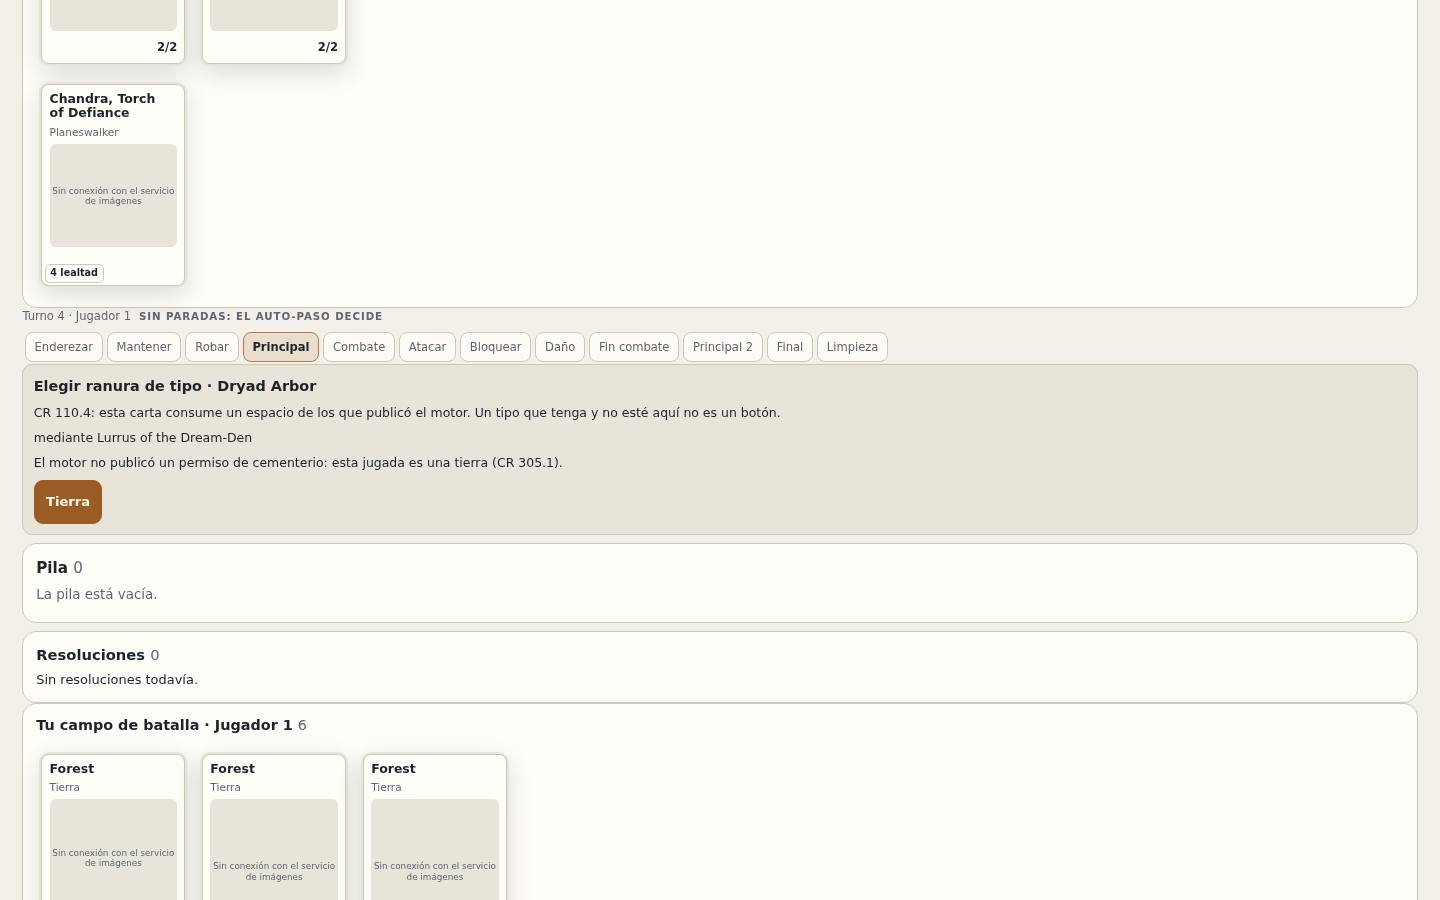 2/2
2/2
Chandra, Torch
of Defiance
Planeswalker
Sin conexión con el servicio
de imágenes
4 lealtad
Turno 4 · Jugador 1 SIN PARADAS: EL AUTO-PASO DECIDE
Enderezar
Mantener
Robar
Principal
Combate
Atacar
Bloquear
Daño
Fin combate
Principal 2
Final
Limpieza
Elegir ranura de tipo · Dryad Arbor
CR 110.4: esta carta consume un espacio de los que publicó el motor. Un tipo que tenga y no esté aquí no es un botón.
mediante Lurrus of the Dream-Den
El motor no publicó un permiso de cementerio: esta jugada es una tierra (CR 305.1).
Tierra
Pila 0
La pila está vacía.
Resoluciones 0
Sin resoluciones todavía.
Tu campo de batalla · Jugador 1 6
Forest
Tierra
Sin conexión con el servicio
de imágenes
Forest
Tierra
Sin conexión con el servicio
de imágenes
Forest
Tierra
Sin conexión con el servicio
de imágenes